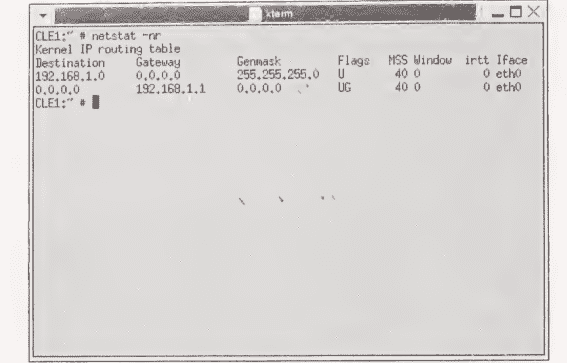 xterm
CLE1:~ # netstat -nr
Kernel IP routing table
Destination Gateway Genmask Flags MSS Window irtt Iface
192.168.1.0 0.0.0.0 255.255.255.0 U 40 0 0 eth0
0.0.0.0 192.168.1.1 0.0.0.0 UG 40 0 0 eth0
CLE1:~ #